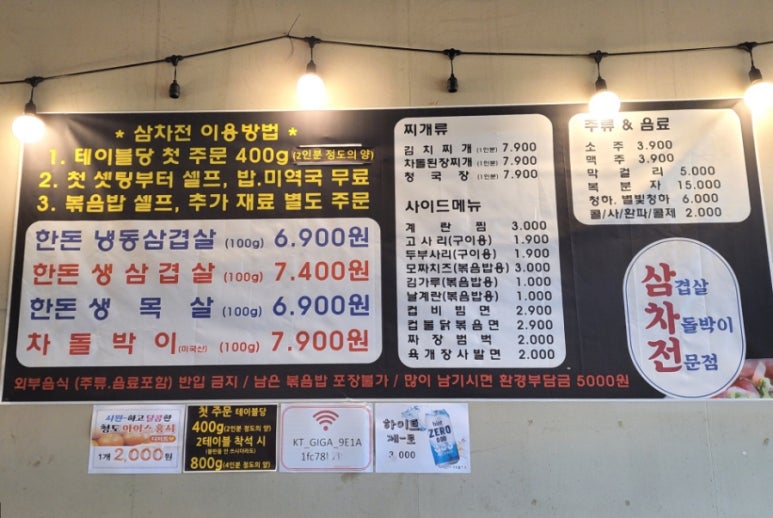 * 삼차전 이용방법 *
1. 테이블당 첫 주문 400g (2인분 정도의 양)
2. 첫 셋팅부터 셀프, 밥.미역국 무료
3. 볶음밥 셀프, 추가 재료 별도 주문
한돈 냉동삼겹살 (100g) 6.900원
한돈 생 삼 겹 살 (100g) 7.400원
한돈 생 목 살 (100g) 6.900원
차 돌 박 이 (미국산) (100g) 7.900원
찌개류
김 치 찌 개 (1인분) 7.900
차돌된장찌개 (1인분) 7.900
청 국 장 (1인분) 7.900
사이드메뉴
계 란 찜 3.000
고 사 리(구이용) 1.900
두부사리(구이용) 1.900
모짜치즈(볶음밥용) 3.000
김가루(볶음밥용) 1.000
날계란(볶음밥용) 1.000
컵 비 빔 면 2.900
컵불닭볶음면 2.900
짜 장 범 벅 2.000
육개장사발면 2.000
주류 & 음료
소 주 3.900
맥 주 3.900
막 걸 리 5.000
복 분 자 15.000
청하, 별빛청하 6.000
콜/사/환파/콜제 2.000
삼겹살
차돌박이
전문점
외부음식 (주류.음료포함) 반입 금지 / 남은 볶음밥 포장불가 / 많이 남기시면 환경부담금 5000원
시원~하고 달콤한
청도 아이스홍시
디저트
1개 2,000원
첫 주문 테이블당
400g (2인분 정도의 양)
2테이블 착석 시
800g (4인분 정도의 양)
KT_GIGA_9E1A
하이트
제로
3,000
hite
ZERO
0.00